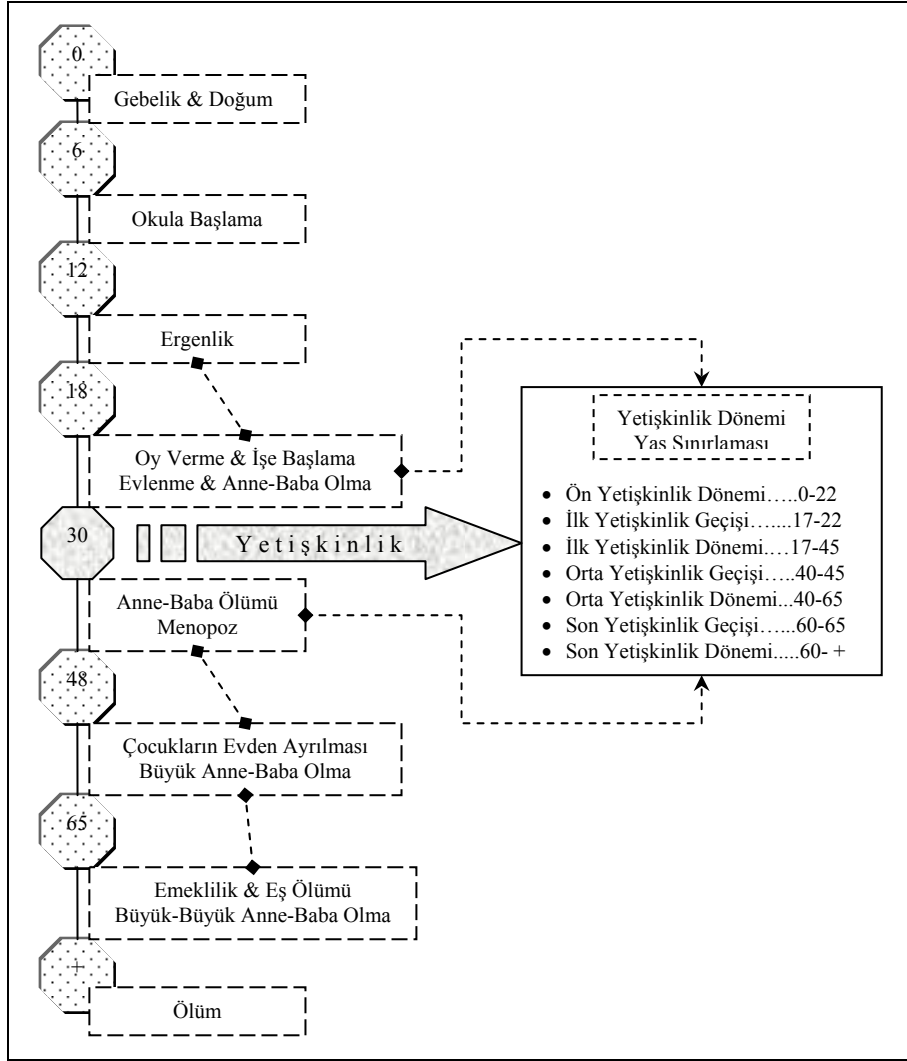 0
Gebelik & Doğum
6
Okula Başlama
12
Ergenlik
18
Oy Verme & İşe Başlama
Evlenme & Anne-Baba Olma
30
Yetişkinlik
Anne-Baba Ölümü
Menopoz
48
Çocukların Evden Ayrılması
Büyük Anne-Baba Olma
65
Emeklilik & Eş Ölümü
Büyük-Büyük Anne-Baba Olma
+
Ölüm
Yetişkinlik Dönemi
Yaş Sınırlaması
• Ön Yetişkinlik Dönemi…..0-22
• İlk Yetişkinlik Geçişi…....17-22
• İlk Yetişkinlik Dönemi.…17-45
• Orta Yetişkinlik Geçişi…..40-45
• Orta Yetişkinlik Dönemi...40-65
• Son Yetişkinlik Geçişi…...60-65
• Son Yetişkinlik Dönemi.....60- +